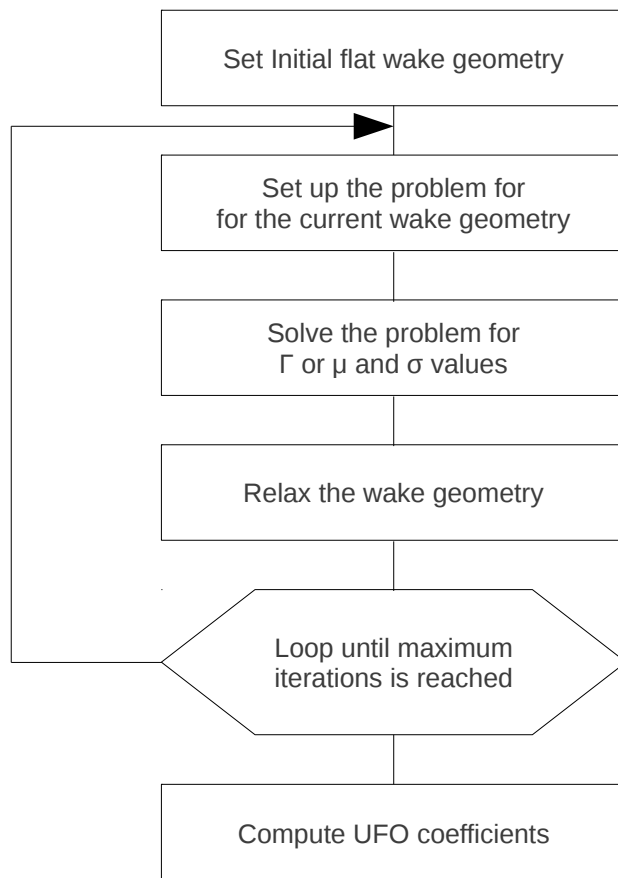 Set Initial flat wake geometry
Set up the problem for
for the current wake geometry
Solve the problem for
Γ or μ and σ values
Relax the wake geometry
Loop until maximum
iterations is reached
Compute UFO coefficients